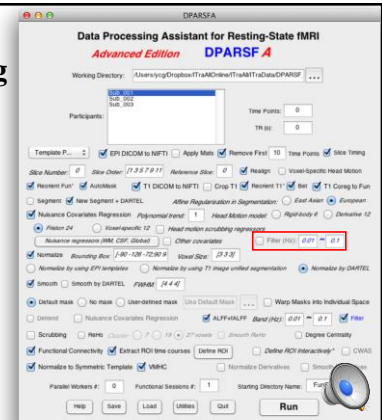 g
DPARSFA
Data Processing Assistant for Resting-State fMRI
Advanced Edition DPARSF A
Working Directory: /Users/ycg/Dropbox/ITraAllOnline/ITraAllITraData/DPARSF ...
Participants: Sub_001
Sub_002
Sub_003
Time Points: 0
TR (s): 0
Template P... EPI DICOM to NIFTI Apply Mats Remove First 10 Time Points Slice Timing
Slice Number: 0 Slice Order: [1 3 5 7 9 11 Reference Slice: 0 Realign Voxel-Specific Head Motion
Reorient Fun* AutoMask T1 DICOM to NIFTI Crop T1 Reorient T1* Bet T1 Coreg to Fun
Segment New Segment + DARTEL Affine Regularisation in Segmentation: East Asian European
Nuisance Covariates Regression Polynomial trend: 1 Head Motion model: Rigid-body 6 Derivative 12
Friston 24 Voxel-specific 12 Head motion scrubbing regressors
Nuisance regressors (WM, CSF, Global) Other covariates Filter (Hz): 0.01 ~ 0.1
Normalize Bounding Box: [-90 -126 -72;90 9 Voxel Size: [3 3 3]
Normalize by using EPI templates Normalize by using T1 image unified segmentation Normalize by DARTEL
Smooth Smooth by DARTEL FWHM: [4 4 4]
Default mask No mask User-defined mask Use Default Mask ... Warp Masks into Individual Space
Detrend Nuisance Covariates Regression ALFF+fALFF Band (Hz): 0.01 ~ 0.1 Filter
Scrubbing ReHo Cluster: 7 19 27 voxels Smooth ReHo Degree Centrality
Functional Connectivity Extract ROI time courses Define ROI Define ROI Interactively* CWAS
Normalize to Symmetric Template VMHC Normalize Derivatives Smooth
Parallel Workers #: 0 Functional Sessions #: 1 Starting Directory Name:
Help Save Load Utilities Quit Run